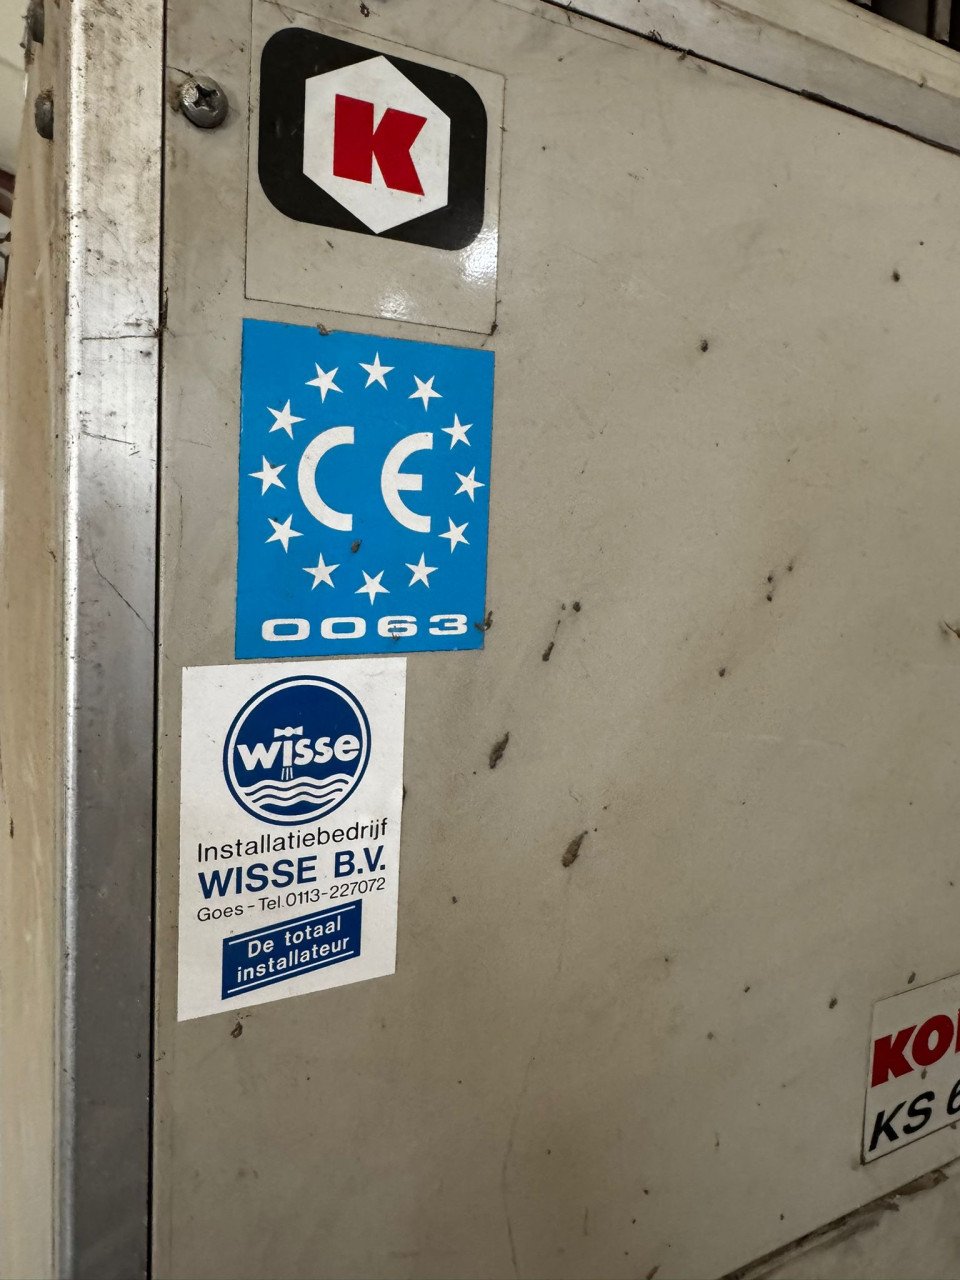 K
CE
0063
wisse
Installatiebedrijf
WISSE B.V.
Goes - Tel. 0113-227072
De totaal
installateur
KS